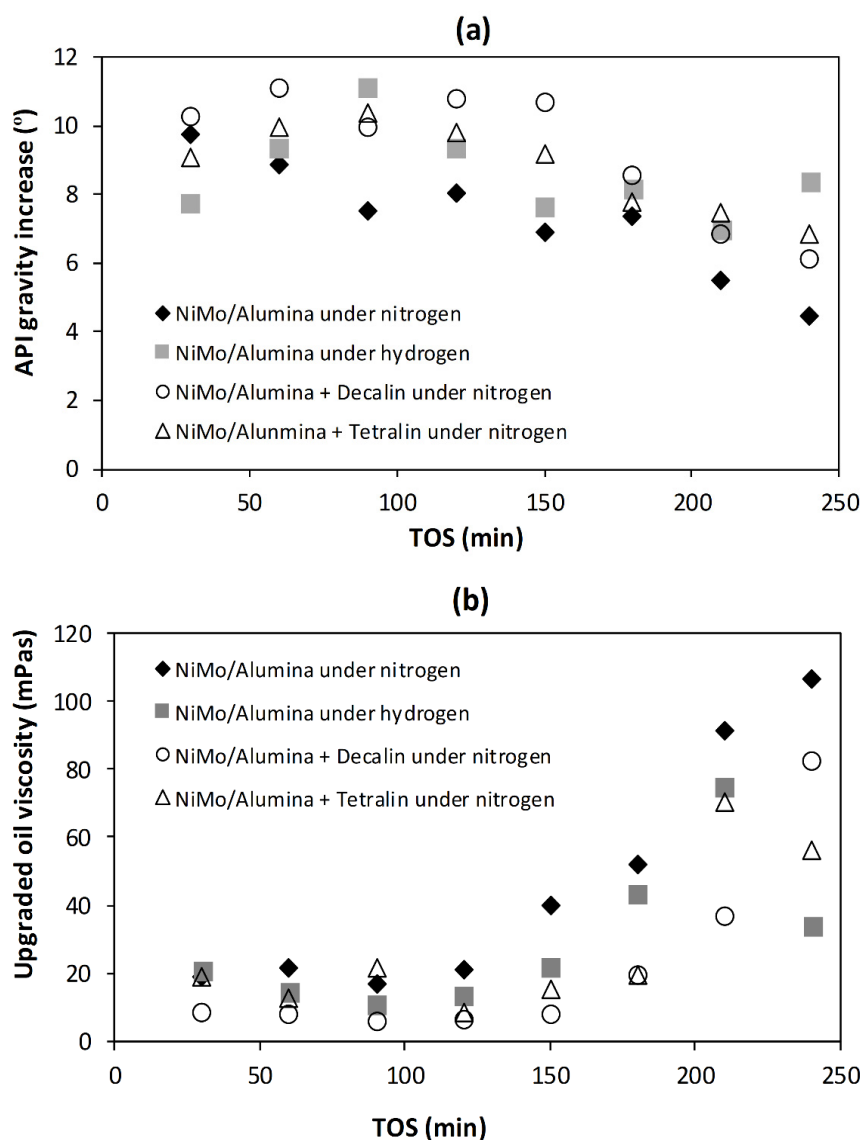 (a)
API gravity increase (°)
12
10
8
6
4
2
0
NiMo/Alumina under nitrogen
NiMo/Alumina under hydrogen
NiMo/Alumina + Decalin under nitrogen
NiMo/Alunmina + Tetralin under nitrogen
0 50 100 150 200 250
TOS (min)
(b)
Upgraded oil viscosity (mPas)
120
100
80
60
40
20
0
NiMo/Alumina under nitrogen
NiMo/Alumina under hydrogen
NiMo/Alumina + Decalin under nitrogen
NiMo/Alumina + Tetralin under nitrogen
0 50 100 150 200 250
TOS (min)